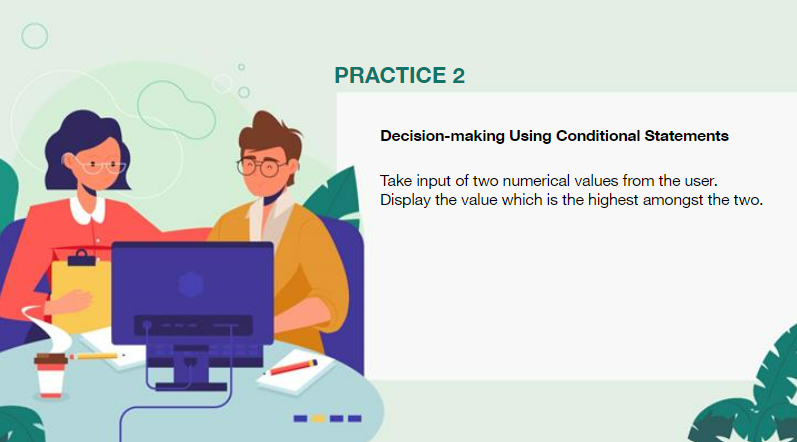 PRACTICE 2
Decision-making Using Conditional Statements
Take input of two numerical values from the user.
Display the value which is the highest amongst the two.